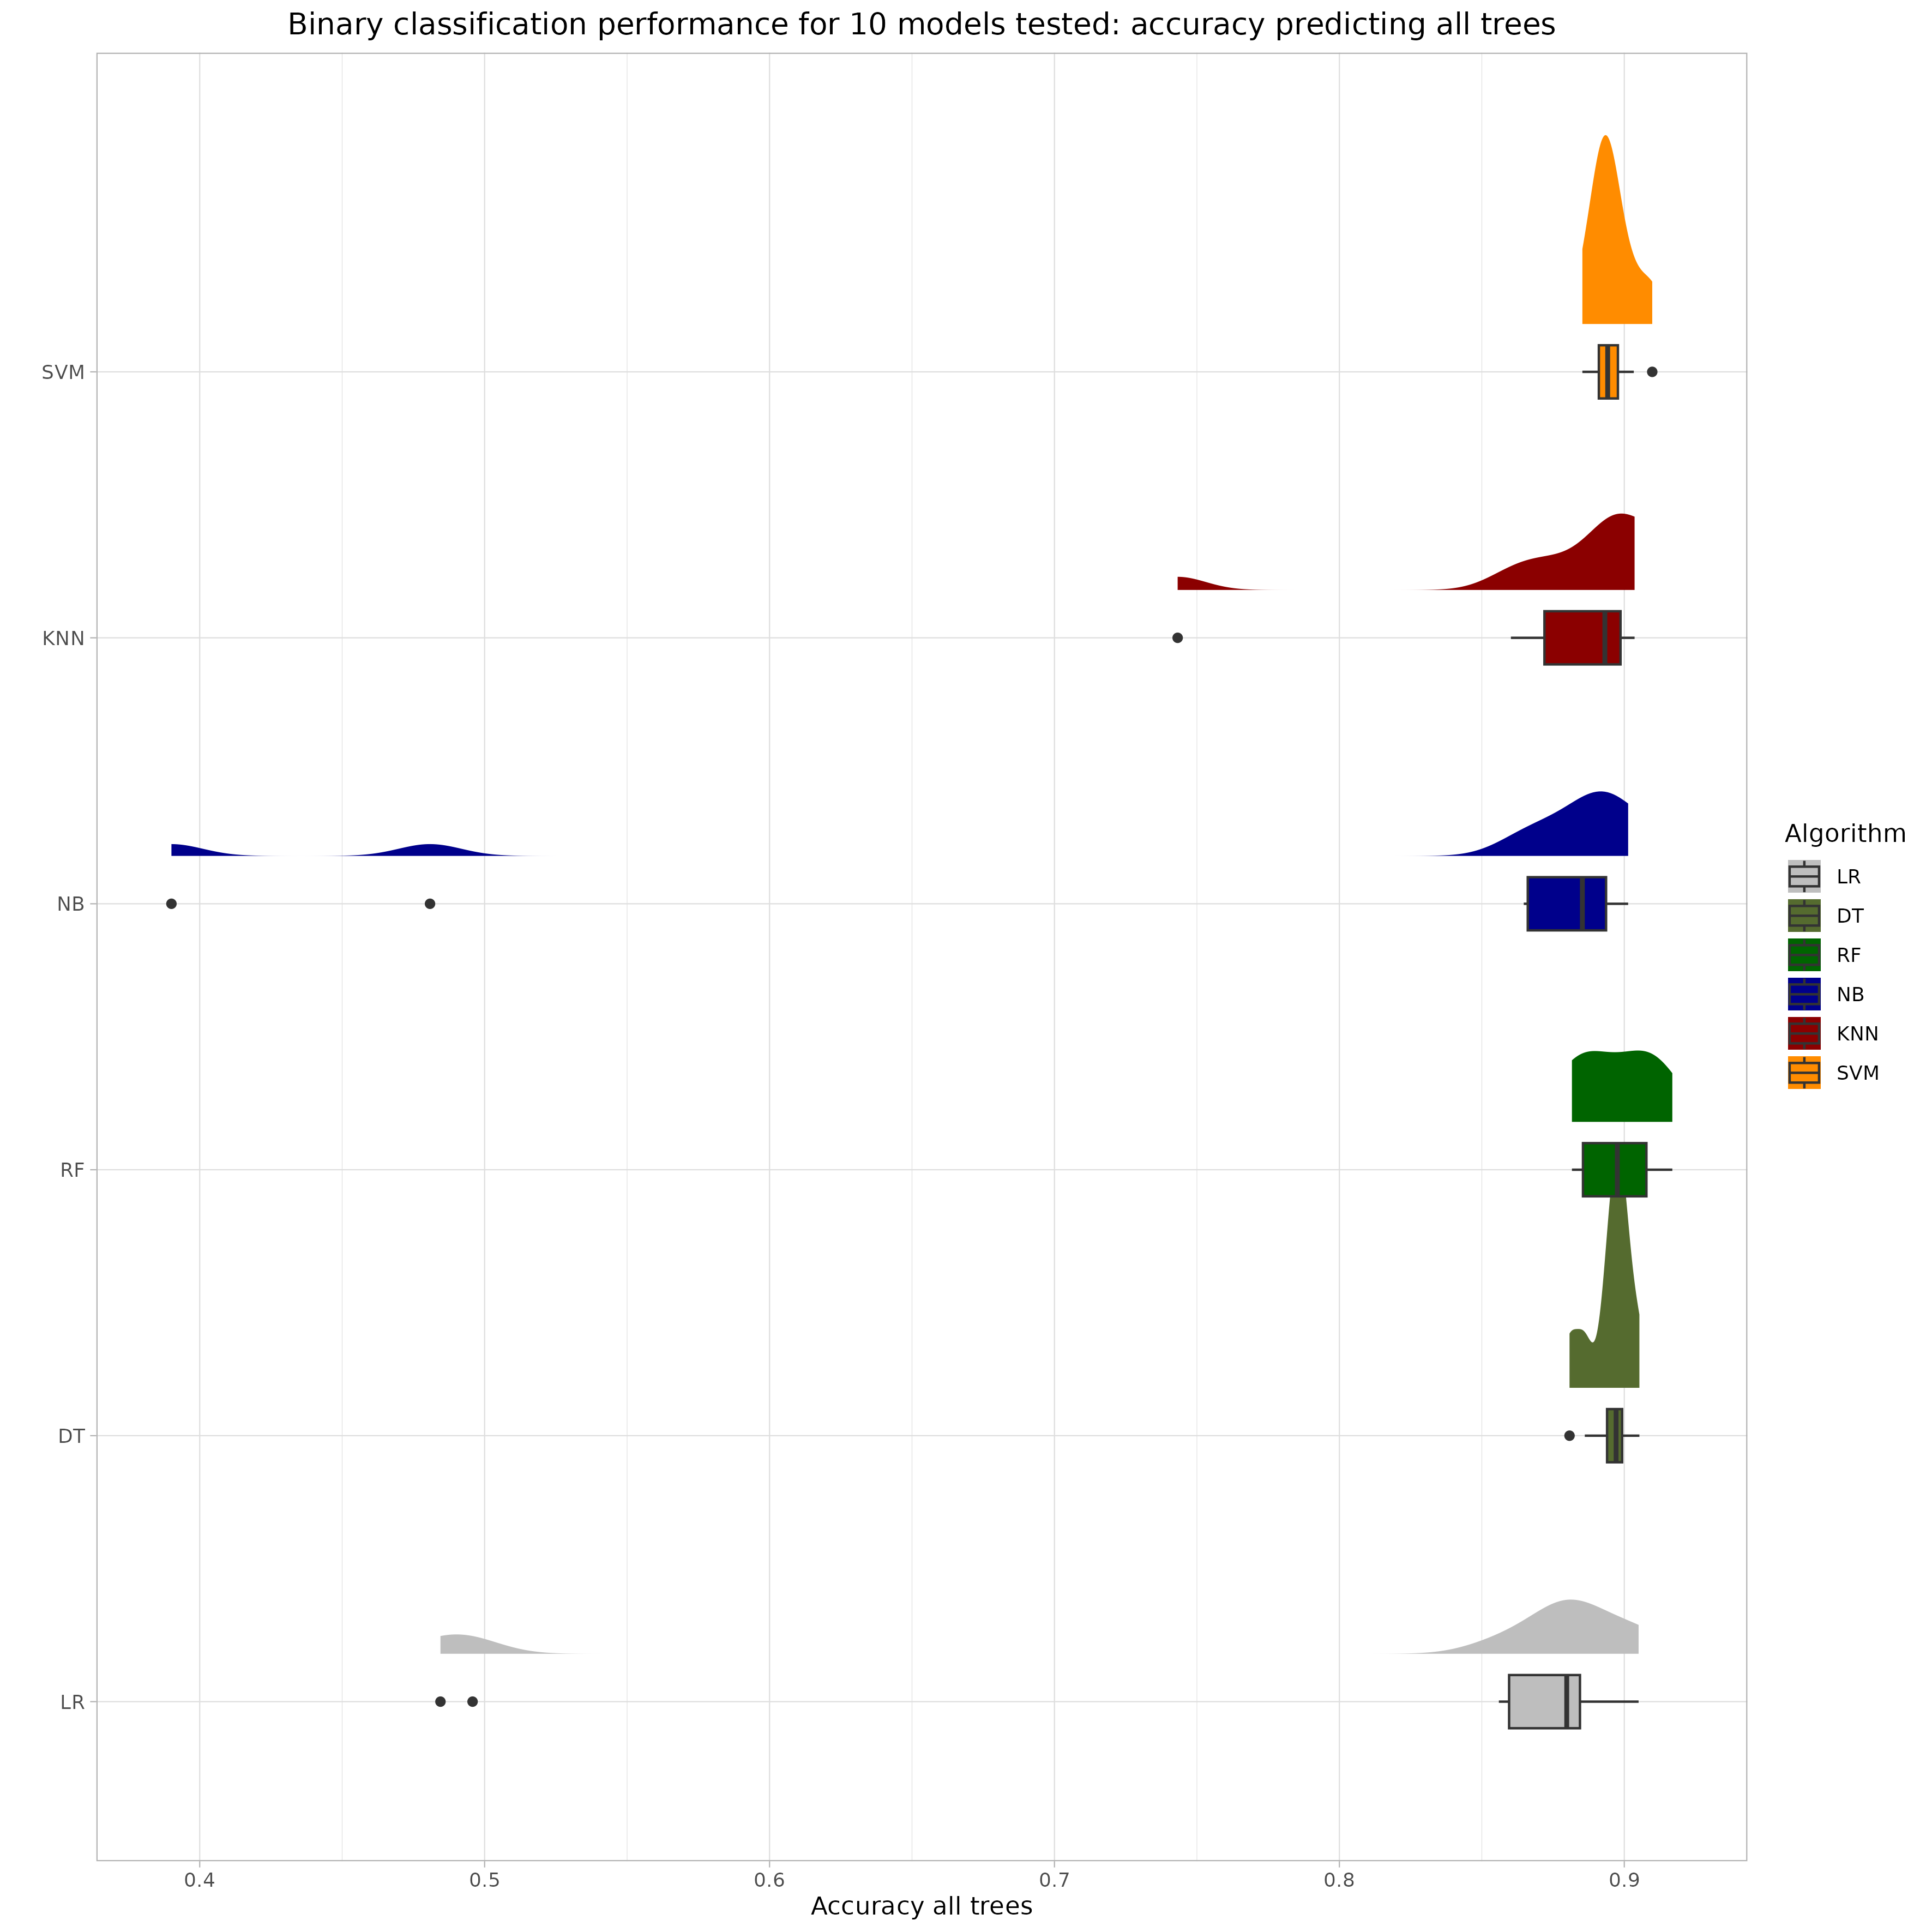 Binary classification performance for 10 models tested: accuracy predicting all trees
SVM
KNN
NB
RF
DT
LR
0.4 0.5 0.6 0.7 0.8 0.9
Accuracy all trees
Algorithm
LR
DT
RF
NB
KNN
SVM